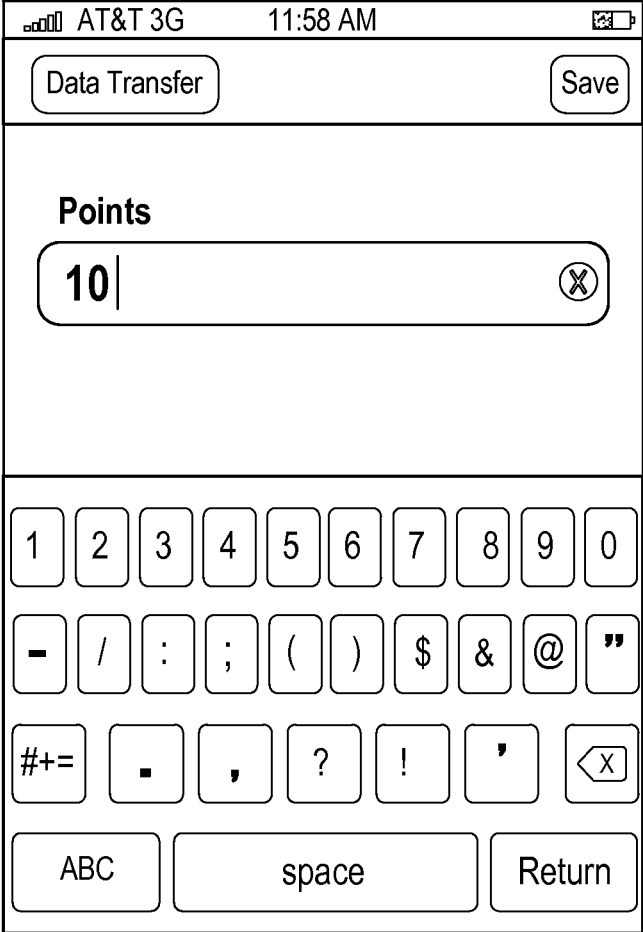 AT&T 3G 11:58 AM
Data Transfer Save
Points
10
1 2 3 4 5 6 7 8 9 0
- / : ; ( ) $ & @ ”
#+= . , ? ! ’ X
ABC space Return